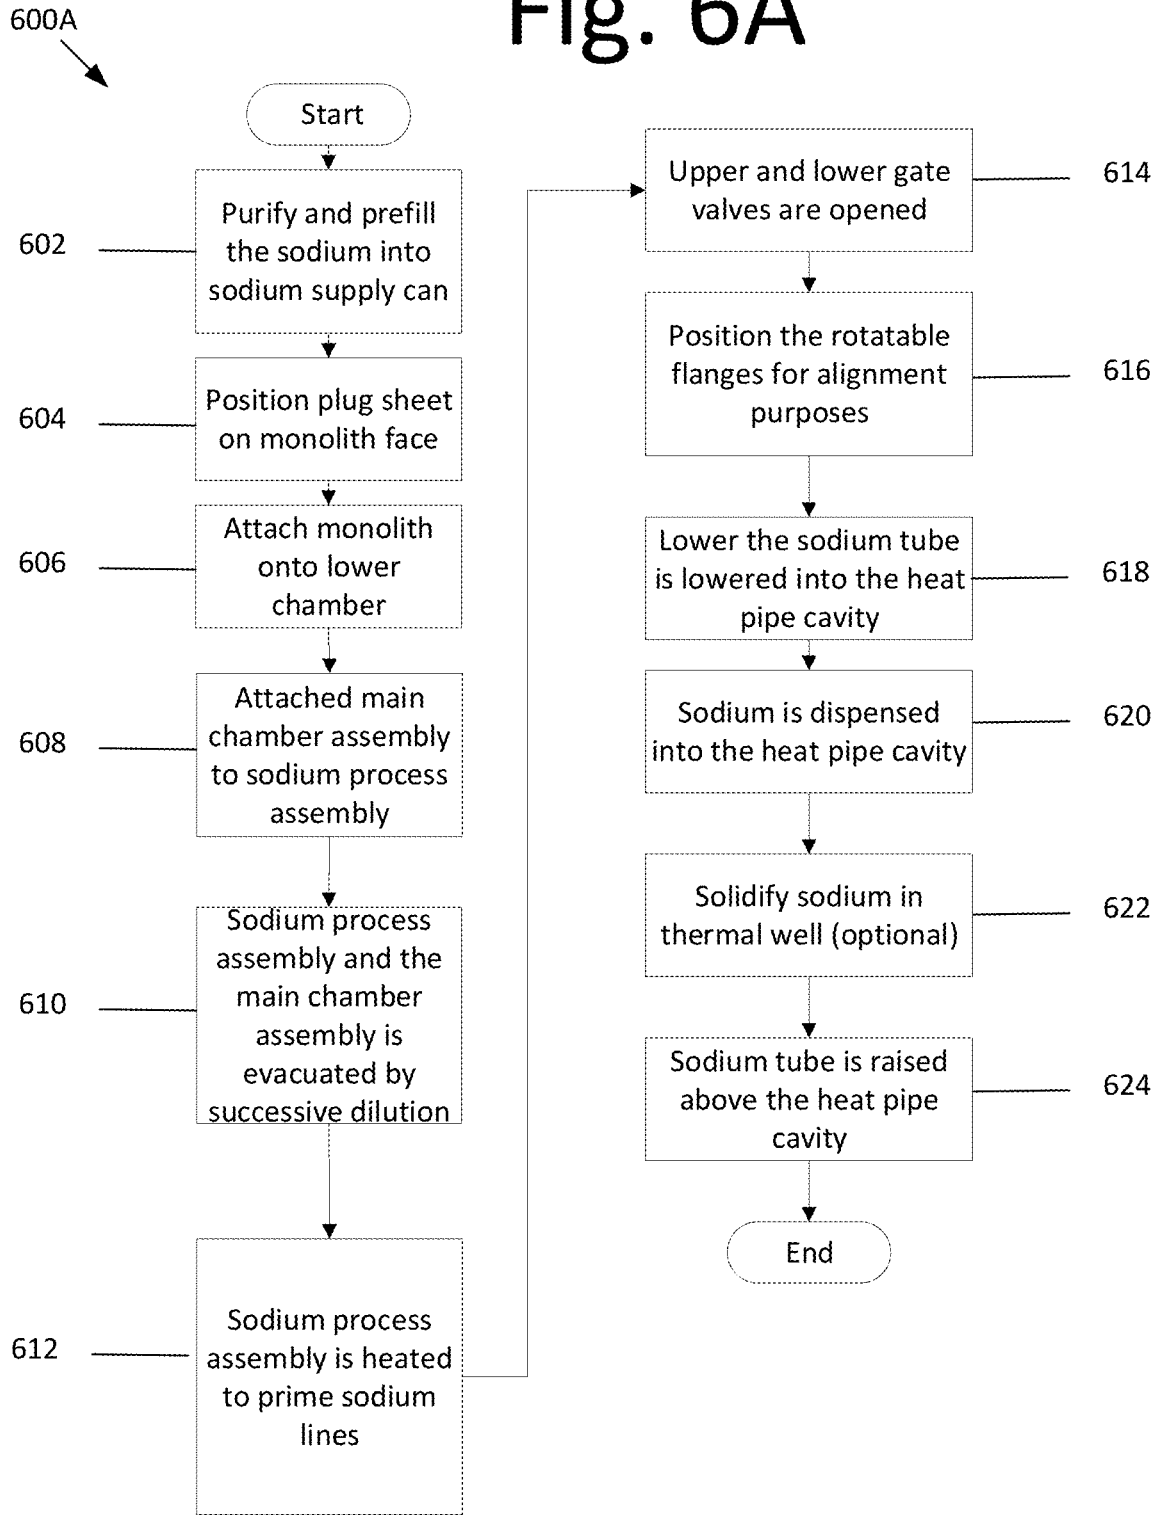 600A
Fig. 6A
Start
602
Purify and prefill
the sodium into
sodium supply can
604
Position plug sheet
on monolith face
606
Attach monolith
onto lower
chamber
608
Attached main
chamber assembly
to sodium process
assembly
610
Sodium process
assembly and the
main chamber
assembly is
evacuated by
successive dilution
612
Sodium process
assembly is heated
to prime sodium
lines
Upper and lower gate
valves are opened
614
Position the rotatable
flanges for alignment
purposes
616
Lower the sodium tube
is lowered into the heat
pipe cavity
618
Sodium is dispensed
into the heat pipe cavity
620
Solidify sodium in
thermal well (optional)
622
Sodium tube is raised
above the heat pipe
cavity
624
End